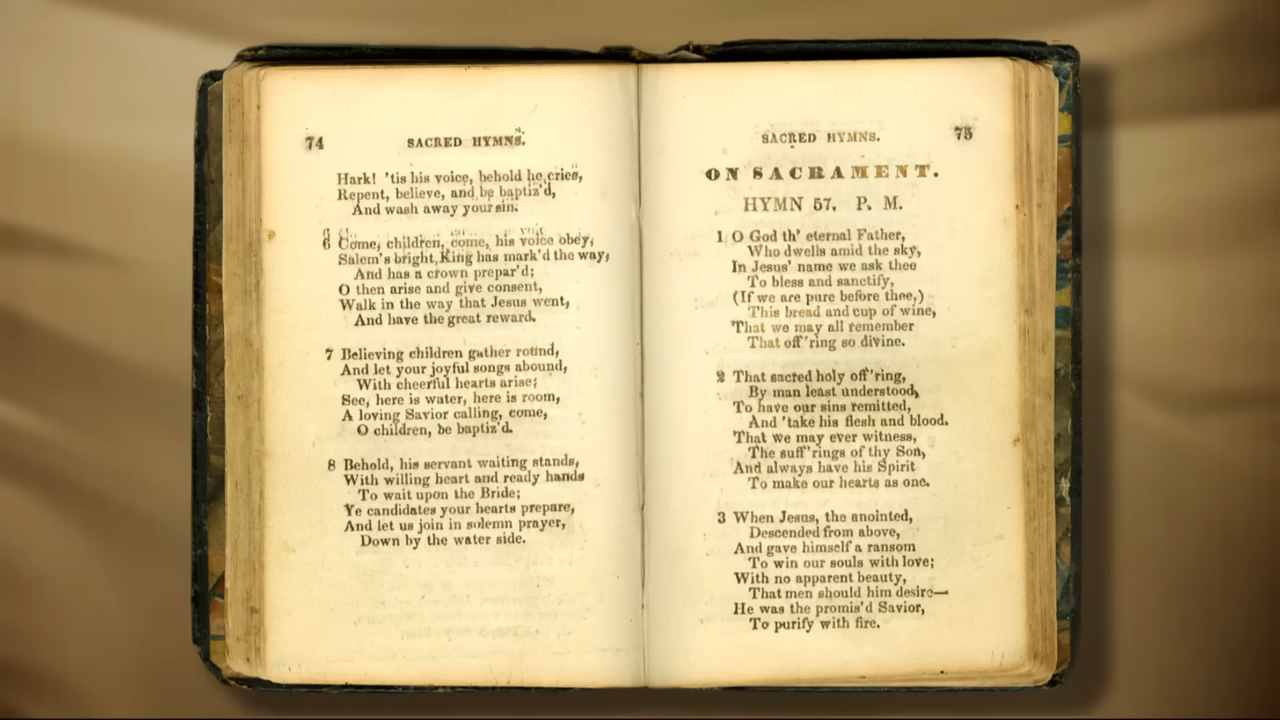 74
SACRED HYMNS.
Hark! 'tis his voice, behold he cries,
Repent, believe, and be baptiz'd,
And wash away your sin.
6 Come, children, come, his voice obey,
Salem's bright King has mark'd the way,
And has a crown prepar'd;
O then arise and give consent,
Walk in the way that Jesus went,
And have the great reward.
7 Believing children gather round,
And let your joyful songs abound,
With cheerful hearts arise;
See, here is water, here is room,
A loving Savior calling, come,
O children, be baptiz'd.
8 Behold, his servant waiting stands,
With willing heart and ready hands
To wait upon the Bride;
Ye candidates your hearts prepare,
And let us join in solemn prayer,
Down by the water side.
SACRED HYMNS.
75
ON SACRAMENT.
HYMN 57. P. M.
1 O God th' eternal Father,
Who dwells amid the sky,
In Jesus' name we ask thee
To bless and sanctify,
(If we are pure before thee,)
This bread and cup of wine,
That we may all remember
That off'ring so divine.
2 That sacred holy off'ring,
By man least understood,
To have our sins remitted,
And 'take his flesh and blood.
That we may ever witness,
The suff'rings of thy Son,
And always have his Spirit
To make our hearts as one.
3 When Jesus, the anointed,
Descended from above,
And gave himself a ransom
To win our souls with love;
With no apparent beauty,
That men should him desire—
He was the promis'd Savior,
To purify with fire.